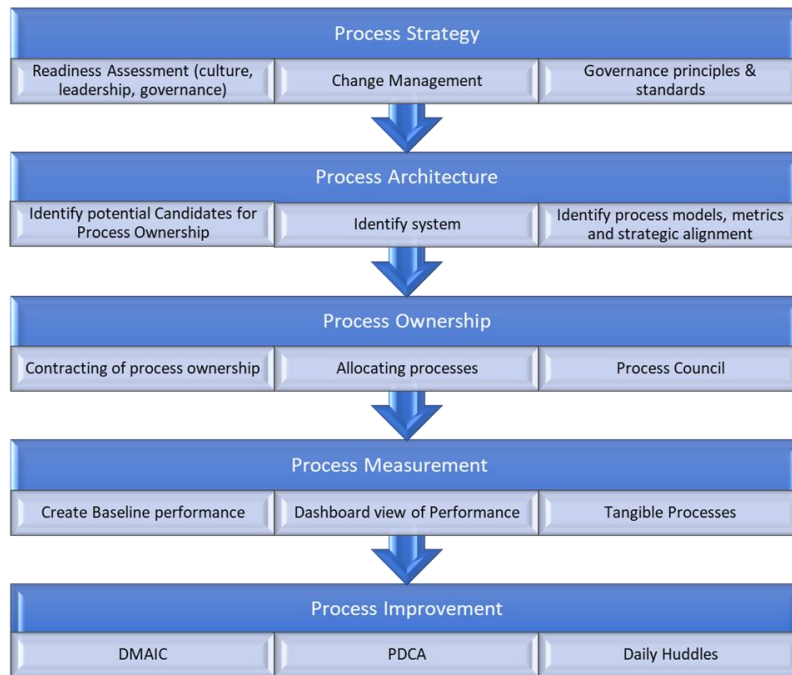 Process Strategy
Readiness Assessment (culture,
leadership, governance)
Change Management
Governance principles &
standards
Process Architecture
Identify potential Candidates for
Process Ownership
Identify system
Identify process models, metrics
and strategic alignment
Process Ownership
Contracting of process ownership
Allocating processes
Process Council
Process Measurement
Create Baseline performance
Dashboard view of Performance
Tangible Processes
Process Improvement
DMAIC
PDCA
Daily Huddles